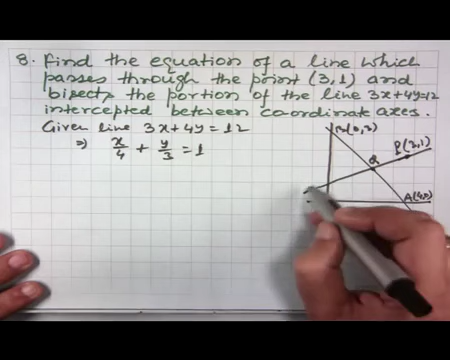 8. Find the equation of a line which
passes through the point (3,1) and
bisects the portion of the line 3x+4y=12
intercepted between coordinate axes.
Given line 3x+4y=12
⇒ x/4 + y/3 = 1
B(0,3)
P(3,1)
Q
A(4,0)